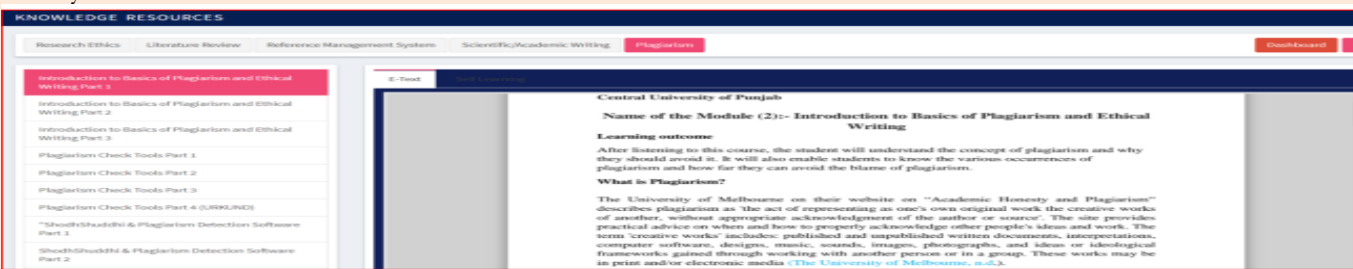 KNOWLEDGE RESOURCES
Research Ethics Literature Review Reference Management System Scientific/Academic Writing Plagiarism Dashboard
Introduction to Basics of Plagiarism and Ethical
Writing Part 1
Introduction to Basics of Plagiarism and Ethical
Writing Part 2
Introduction to Basics of Plagiarism and Ethical
Writing Part 3
Plagiarism Check Tools Part 1
Plagiarism Check Tools Part 2
Plagiarism Check Tools Part 3
Plagiarism Check Tools Part 4 (URKUND)
"ShodhShuddhi & Plagiarism Detection Software
Part 1
ShodhShuddhi & Plagiarism Detection Software
Part 2
E-Text Self Learning
Central University of Punjab
Name of the Module (2):- Introduction to Basics of Plagiarism and Ethical
Writing
Learning outcome
After listening to this course, the student will understand the concept of plagiarism and why
they should avoid it. It will also enable students to know the various occurrences of
plagiarism and how far they can avoid the blame of plagiarism.
What is Plagiarism?
The University of Melbourne on their website on "Academic Honesty and Plagiarism"
describes plagiarism as 'the act of representing as one's own original work the creative works
of another, without appropriate acknowledgment of the author or source'. The site provides
practical advice on when and how to properly acknowledge other people's ideas and work. The
term 'creative works' includes: published and unpublished written documents, interpretations,
computer software, designs, music, sounds, images, photographs, and ideas or ideological
frameworks gained through working with another person or in a group. These works may be
in print and/or electronic media (The University of Melbourne, n.d.).